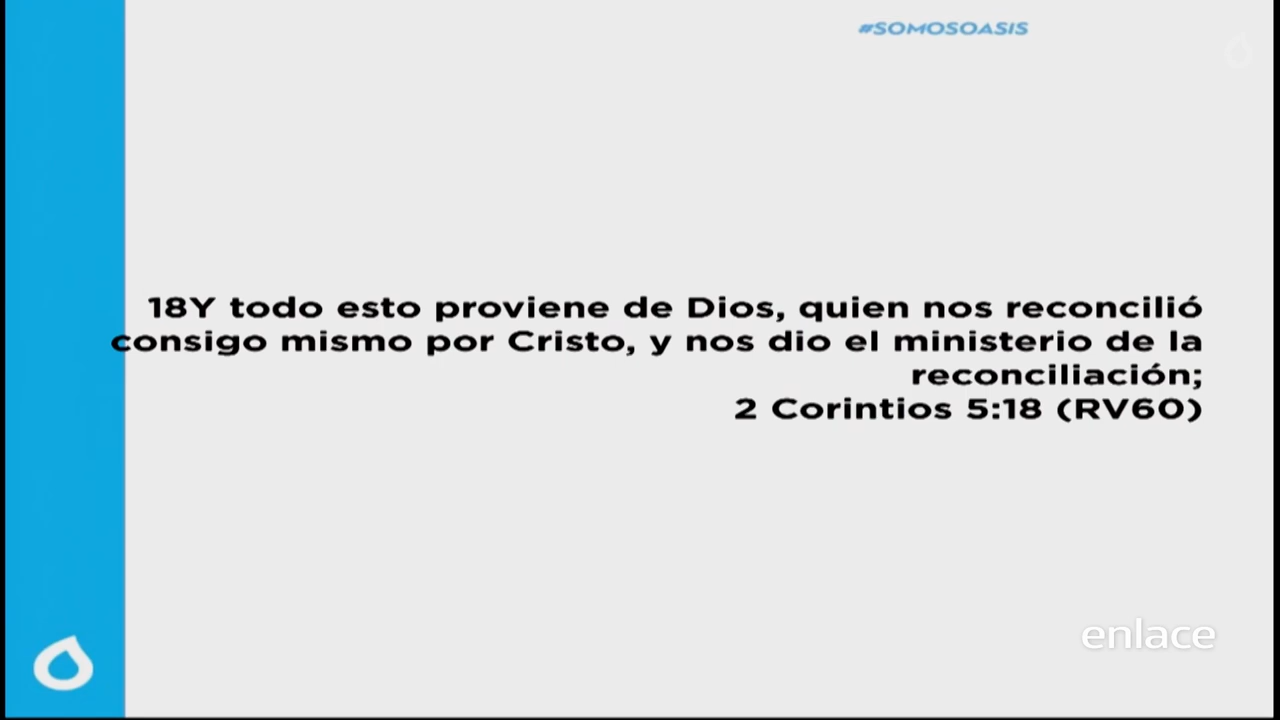 #SOMOSOASIS
18Y todo esto proviene de Dios, quien nos reconcilió
consigo mismo por Cristo, y nos dio el ministerio de la
reconciliación;
2 Corintios 5:18 (RV60)
enlace